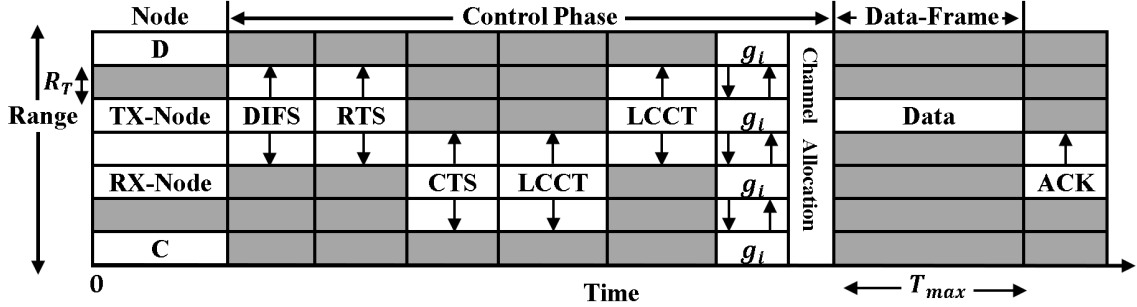 Node Control Phase Data-Frame
D g_i
R_T
Range TX-Node DIFS RTS LCCT g_i Data
RX-Node CTS LCCT g_i ACK
C g_i
Channel Allocation
0 Time T_max